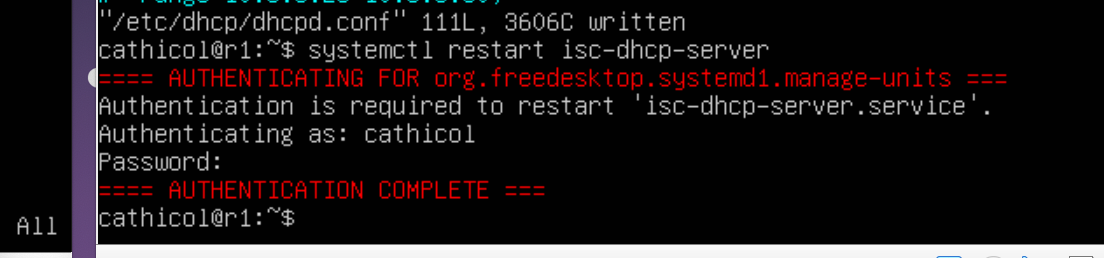 "/etc/dhcp/dhcpd.conf" 111L, 3606C written
cathicol@r1:~$ systemctl restart isc-dhcp-server
==== AUTHENTICATING FOR org.freedesktop.systemd1.manage-units ===
Authentication is required to restart 'isc-dhcp-server.service'.
Authenticating as: cathicol
Password:
==== AUTHENTICATION COMPLETE ===
cathicol@r1:~$
All